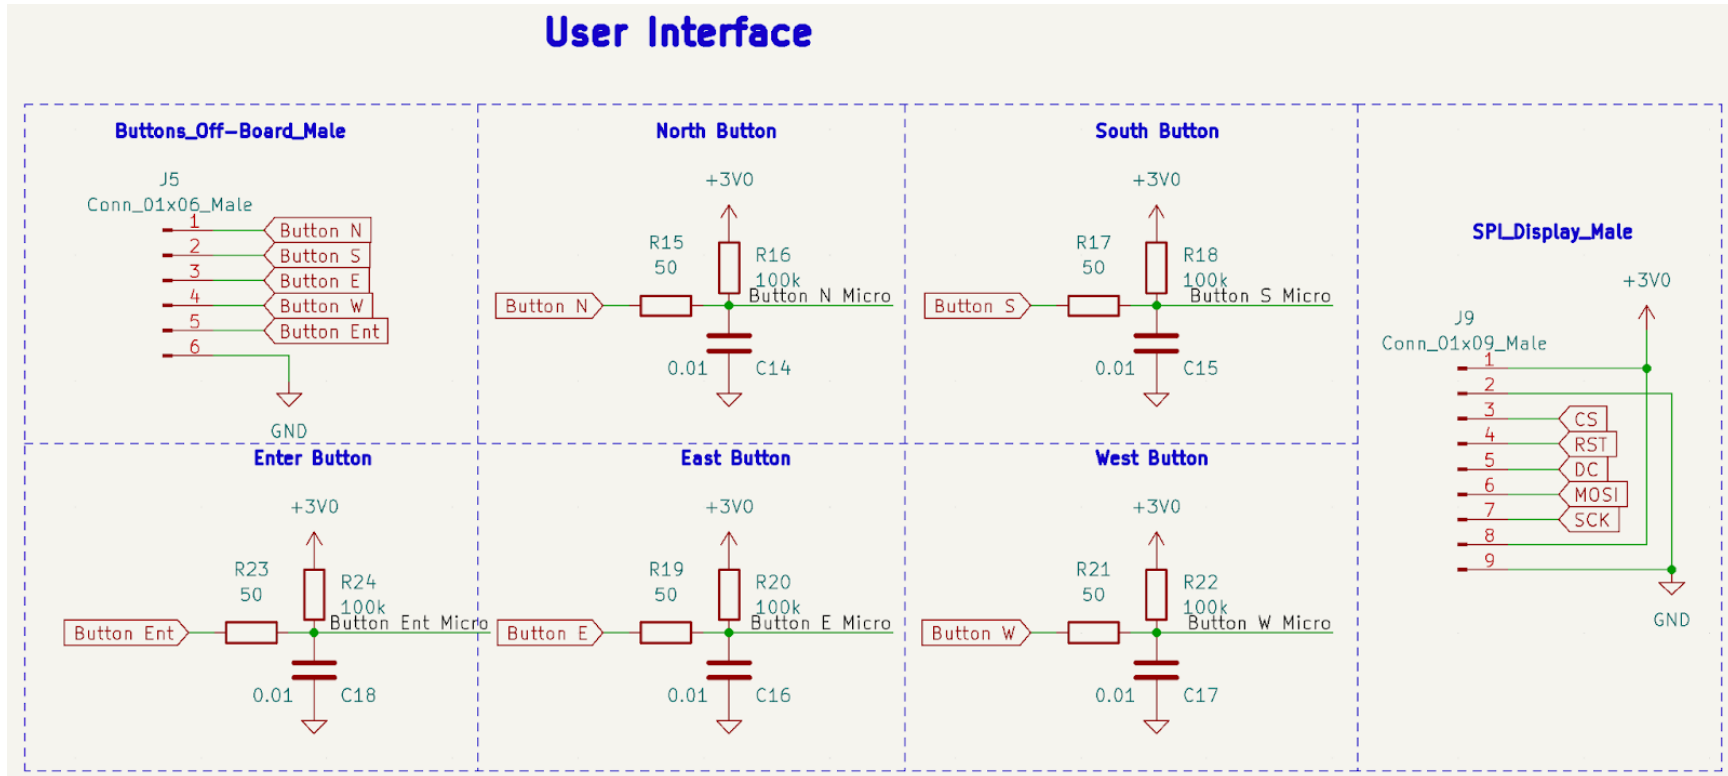 User Interface
Buttons_Off-Board_Male
J5
Conn_01x06_Male
1
Button N
2
Button S
3
Button E
4
Button W
5
Button Ent
6
GND
North Button
+3V0
R15
50
R16
100k
Button N
Button N Micro
0.01
C14
South Button
+3V0
R17
50
R18
100k
Button S
Button S Micro
0.01
C15
SPI_Display_Male
+3V0
J9
Conn_01x09_Male
1
2
3
CS
4
RST
5
DC
6
MOSI
7
SCK
8
9
GND
Enter Button
+3V0
R23
50
R24
100k
Button Ent
Button Ent Micro
0.01
C18
East Button
+3V0
R19
50
R20
100k
Button E
Button E Micro
0.01
C16
West Button
+3V0
R21
50
R22
100k
Button W
Button W Micro
0.01
C17